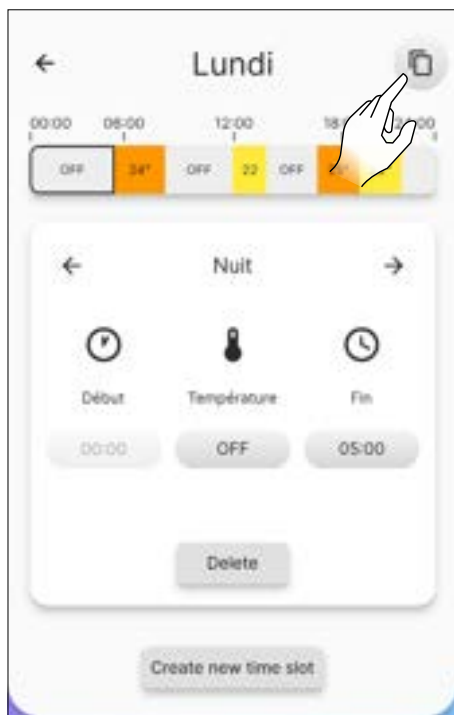 Lundi
00:00 06:00 12:00
OFF 24° OFF 22 OFF
Nuit
Début Température Fin
00:00 OFF 05:00
Delete
Create new time slot